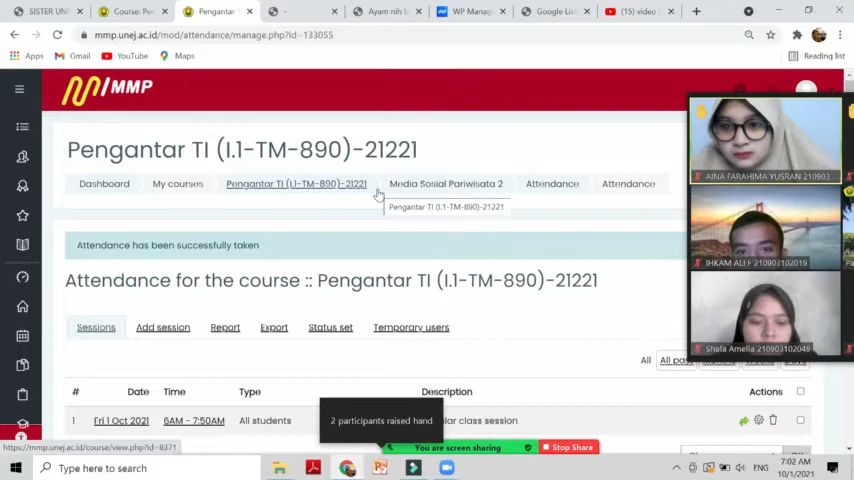 SISTER UN
Course: Per
Pengantar
Ayam nih
WP Manag
Google List
(15) video
mmp.unej.ac.id/mod/attendance/manage.php?id=133055
Apps Gmail YouTube Maps Reading list
MMP
Pengantar TI (I.1-TM-890)-21221
Dashboard My courses Pengantar TI (I.1-TM-890)-21221 Media Sosial Pariwisata 2 Attendance Attendance
Pengantar TI (I.1-TM-890)-21221
Attendance has been successfully taken
Attendance for the course :: Pengantar TI (I.1-TM-890)-21221
Sessions Add session Report Export Status set Temporary users
All All past
# Date Time Type Description Actions
1 Fri 1 Oct 2021 6AM - 7:50AM All students lar class session
2 participants raised hand
AINA FARAHIMA YUSRAN 210903
IHKAM ALI F 210903102019
Shafa Amelia 210903102049
https://mmp.unej.ac.id/course/view.php?id=8371
You are screen sharing Stop Share
Type here to search
ENG
7:02 AM
10/1/2021